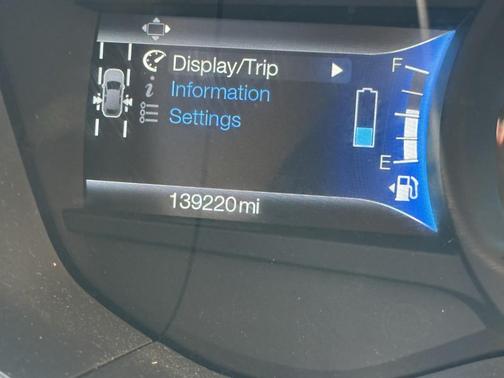 Display/Trip
Information
Settings
F
E
139220 mi